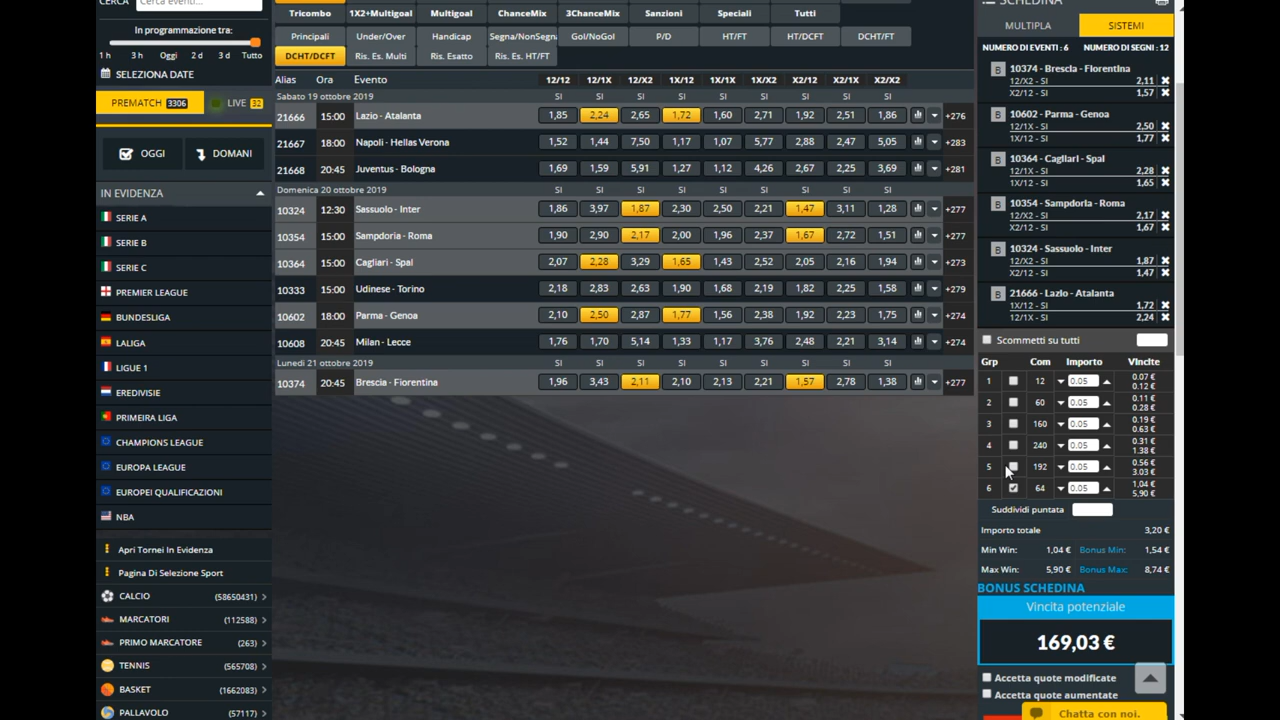 CERCA Cerca eventi...
In programmazione tra:
1 h 3 h Oggi 2 d 3 d Tutto
SELEZIONA DATE
PREMATCH 3306 LIVE 32
OGGI DOMANI
IN EVIDENZA
SERIE A
SERIE B
SERIE C
PREMIER LEAGUE
BUNDESLIGA
LALIGA
LIGUE 1
EREDIVISIE
PRIMEIRA LIGA
CHAMPIONS LEAGUE
EUROPA LEAGUE
EUROPEI QUALIFICAZIONI
NBA
Apri Tornei In Evidenza
Pagina Di Selezione Sport
CALCIO (58650431)
MARCATORI (112588)
PRIMO MARCATORE (263)
TENNIS (565708)
BASKET (1662083)
PALLAVOLO (57117)
Tricombo 1X2+Multigoal Multigoal ChanceMix 3ChanceMix Sanzioni Speciali Tutti
Principali Under/Over Handicap Segna/NonSegna Gol/NoGol P/D HT/FT HT/DCFT DCHT/FT
DCHT/DCFT Ris. Es. Multi Ris. Esatto Ris. Es. HT/FT
Alias Ora Evento 12/12 12/1X 12/X2 1X/12 1X/1X 1X/X2 X2/12 X2/1X X2/X2
Sabato 19 ottobre 2019 SI SI SI SI SI SI SI SI SI
21666 15:00 Lazio - Atalanta 1,85 2,24 2,65 1,72 1,60 2,71 1,92 2,51 1,86 +276
21667 18:00 Napoli - Hellas Verona 1,52 1,44 7,50 1,17 1,07 5,77 2,88 2,47 5,05 +283
21668 20:45 Juventus - Bologna 1,69 1,59 5,91 1,27 1,12 4,26 2,67 2,25 3,69 +281
Domenica 20 ottobre 2019 SI SI SI SI SI SI SI SI SI
10324 12:30 Sassuolo - Inter 1,86 3,97 1,87 2,30 2,50 2,21 1,47 3,11 1,28 +277
10354 15:00 Sampdoria - Roma 1,90 2,90 2,17 2,00 1,96 2,37 1,67 2,72 1,51 +277
10364 15:00 Cagliari - Spal 2,07 2,28 3,29 1,65 1,43 2,52 2,05 2,16 1,94 +273
10333 15:00 Udinese - Torino 2,18 2,83 2,63 1,90 1,68 2,19 1,82 2,25 1,58 +279
10602 18:00 Parma - Genoa 2,10 2,50 2,87 1,77 1,56 2,38 1,92 2,23 1,75 +274
10608 20:45 Milan - Lecce 1,76 1,70 5,14 1,33 1,17 3,76 2,48 2,21 3,14 +274
Lunedì 21 ottobre 2019 SI SI SI SI SI SI SI SI SI
10374 20:45 Brescia - Fiorentina 1,96 3,43 2,11 2,10 2,13 2,21 1,57 2,78 1,38 +277
SCHEDINA
MULTIPLA SISTEMI
NUMERO DI EVENTI : 6 NUMERO DI SEGNI : 12
B 10374 - Brescia - Fiorentina
12/X2 - SI 2,11
X2/12 - SI 1,57
B 10602 - Parma - Genoa
12/1X - SI 2,50
1X/12 - SI 1,77
B 10364 - Cagliari - Spal
12/1X - SI 2,28
1X/12 - SI 1,65
B 10354 - Sampdoria - Roma
12/X2 - SI 2,17
X2/12 - SI 1,67
B 10324 - Sassuolo - Inter
12/X2 - SI 1,87
X2/12 - SI 1,47
B 21666 - Lazio - Atalanta
1X/12 - SI 1,72
12/1X - SI 2,24
Scommetti su tutti
Grp Com Importo Vincite
1 12 0.05 0.07 € 0.12 €
2 60 0.05 0.11 € 0.28 €
3 160 0.05 0.19 € 0.63 €
4 240 0.05 0.31 € 1.38 €
5 192 0.05 0.56 € 3.03 €
6 64 0.05 1,04 € 5,90 €
Suddividi puntata
Importo totale 3,20 €
Min Win: 1,04 € Bonus Min: 1,54 €
Max Win: 5,90 € Bonus Max: 8,74 €
BONUS SCHEDINA
Vincita potenziale
169,03 €
Accetta quote modificate
Accetta quote aumentate
Chatta con noi.